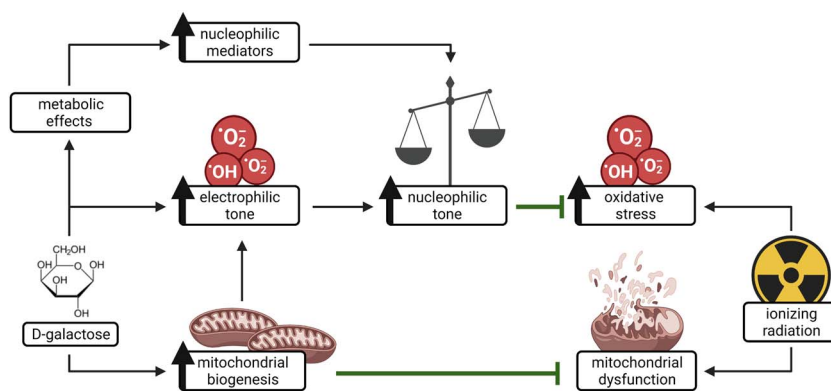 nucleophilic
mediators
metabolic
effects
•O₂⁻
•OH
•O₂⁻
electrophilic
tone
nucleophilic
tone
•O₂⁻
•OH
•O₂⁻
oxidative
stress
CH₂OH
OH
O
OH
OH
OH
D-galactose
mitochondrial
biogenesis
mitochondrial
dysfunction
ionizing
radiation